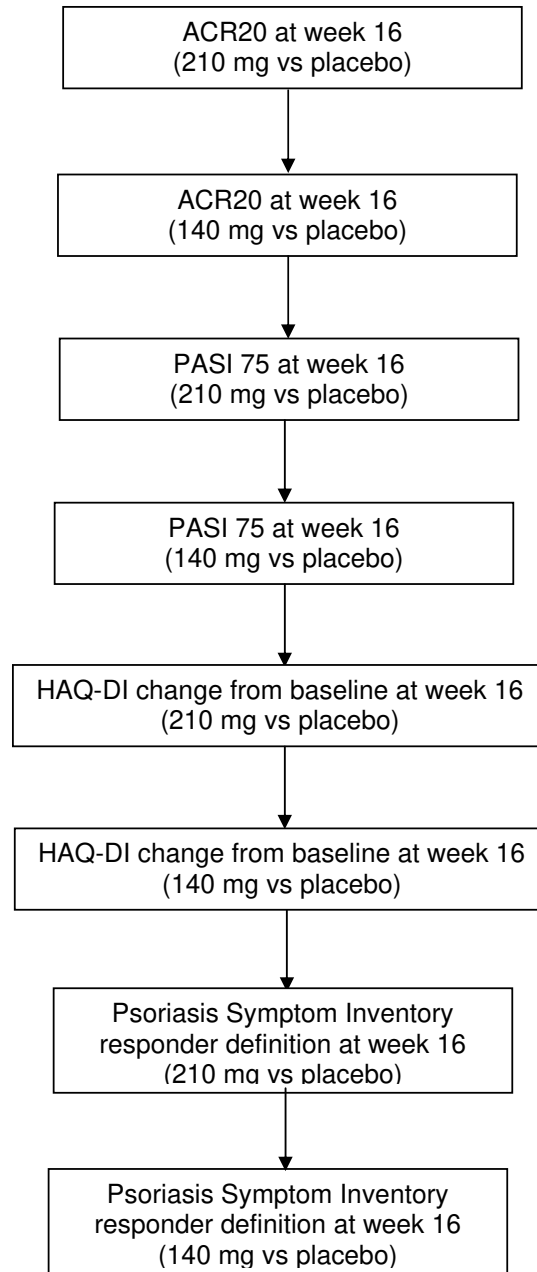 ACR20 at week 16
(210 mg vs placebo)
ACR20 at week 16
(140 mg vs placebo)
PASI 75 at week 16
(210 mg vs placebo)
PASI 75 at week 16
(140 mg vs placebo)
HAQ-DI change from baseline at week 16
(210 mg vs placebo)
HAQ-DI change from baseline at week 16
(140 mg vs placebo)
Psoriasis Symptom Inventory
responder definition at week 16
(210 mg vs placebo)
Psoriasis Symptom Inventory
responder definition at week 16
(140 mg vs placebo)